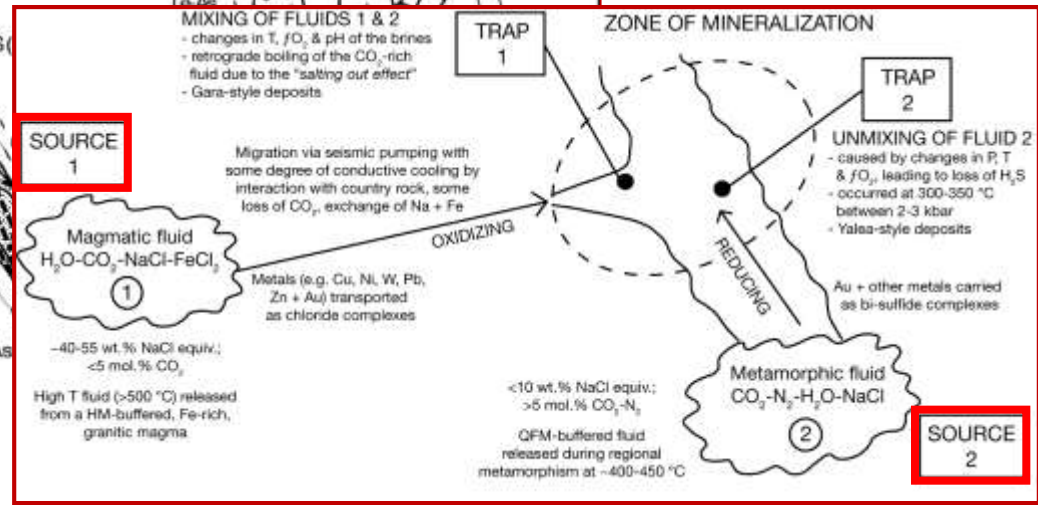 MIXING OF FLUIDS 1 & 2
- changes in T, ƒO₂ & pH of the brines
- retrograde boiling of the CO₂-rich
fluid due to the "salting out effect"
- Gara-style deposits
TRAP
1
ZONE OF MINERALIZATION
TRAP
2
UNMIXING OF FLUID 2
- caused by changes in P, T
& ƒO₂, leading to loss of H₂S
- occurred at 300-350 °C
between 2-3 kbar
- Yalea-style deposits
SOURCE
1
Migration via seismic pumping with
some degree of conductive cooling by
interaction with country rock, some
loss of CO₂, exchange of Na + Fe
OXIDIZING
Magmatic fluid
H₂O-CO₂-NaCl-FeCl₂
1
Metals (e.g. Cu, Ni, W, Pb,
Zn + Au) transported
as chloride complexes
~40-55 wt.% NaCl equiv.;
<5 mol.% CO₂
High T fluid (>500 °C) released
from a HM-buffered, Fe-rich,
granitic magma
REDUCING
Au + other metals carried
as bi-sulfide complexes
Metamorphic fluid
CO₂-N₂-H₂O-NaCl
2
<10 wt.% NaCl equiv.;
>5 mol.% CO₂-N₂
QFM-buffered fluid
released during regional
metamorphism at ~400-450 °C
SOURCE
2